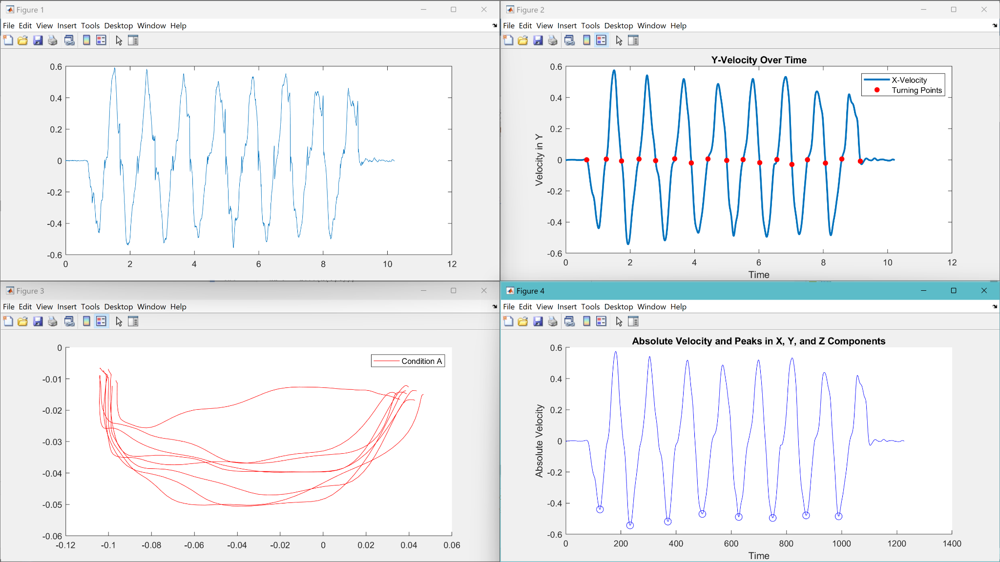 Figure 1
File Edit View Insert Tools Desktop Window Help
0.6
0.4
0.2
0
-0.2
-0.4
-0.6
0 2 4 6 8 10 12
Figure 2
File Edit View Insert Tools Desktop Window Help
Y-Velocity Over Time
X-Velocity
Turning Points
Velocity in Y
0.6
0.4
0.2
0
-0.2
-0.4
-0.6
0 2 4 6 8 10 12
Time
Figure 3
File Edit View Insert Tools Desktop Window Help
Condition A
0
-0.01
-0.02
-0.03
-0.04
-0.05
-0.06
-0.12 -0.1 -0.08 -0.06 -0.04 -0.02 0 0.02 0.04 0.06
Figure 4
File Edit View Insert Tools Desktop Window Help
Absolute Velocity and Peaks in X, Y, and Z Components
Absolute Velocity
0.6
0.4
0.2
0
-0.2
-0.4
-0.6
0 200 400 600 800 1000 1200 1400
Time